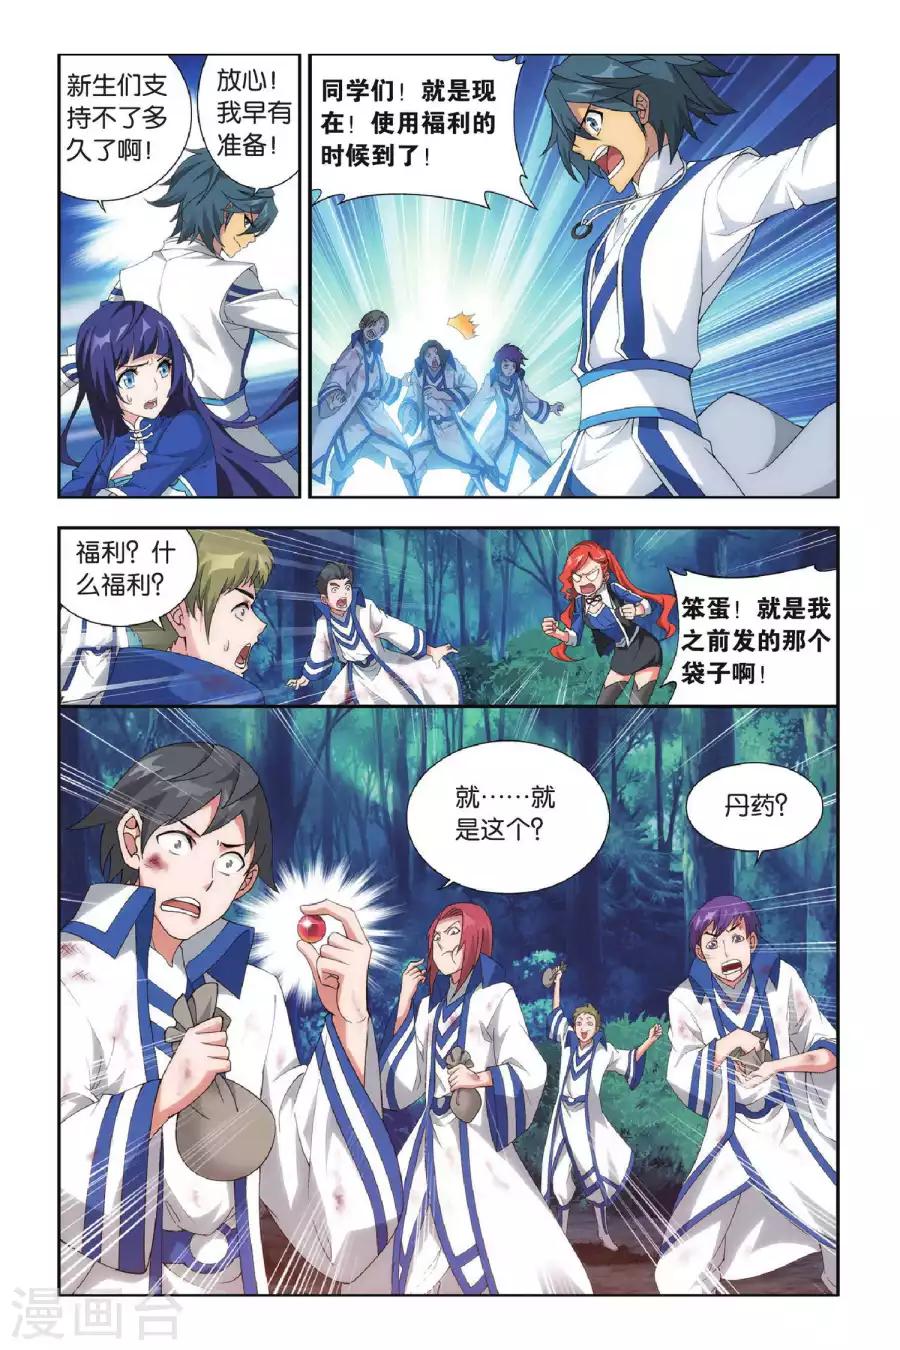 新生们支
持不了多
久了啊！
放心！
我早有
准备！
同学们！就是现
在！使用福利的
时候到了！
福利？什
么福利？
笨蛋！就是我
之前发的那个
袋子啊！
就……就
是这个？
丹药？
漫画台